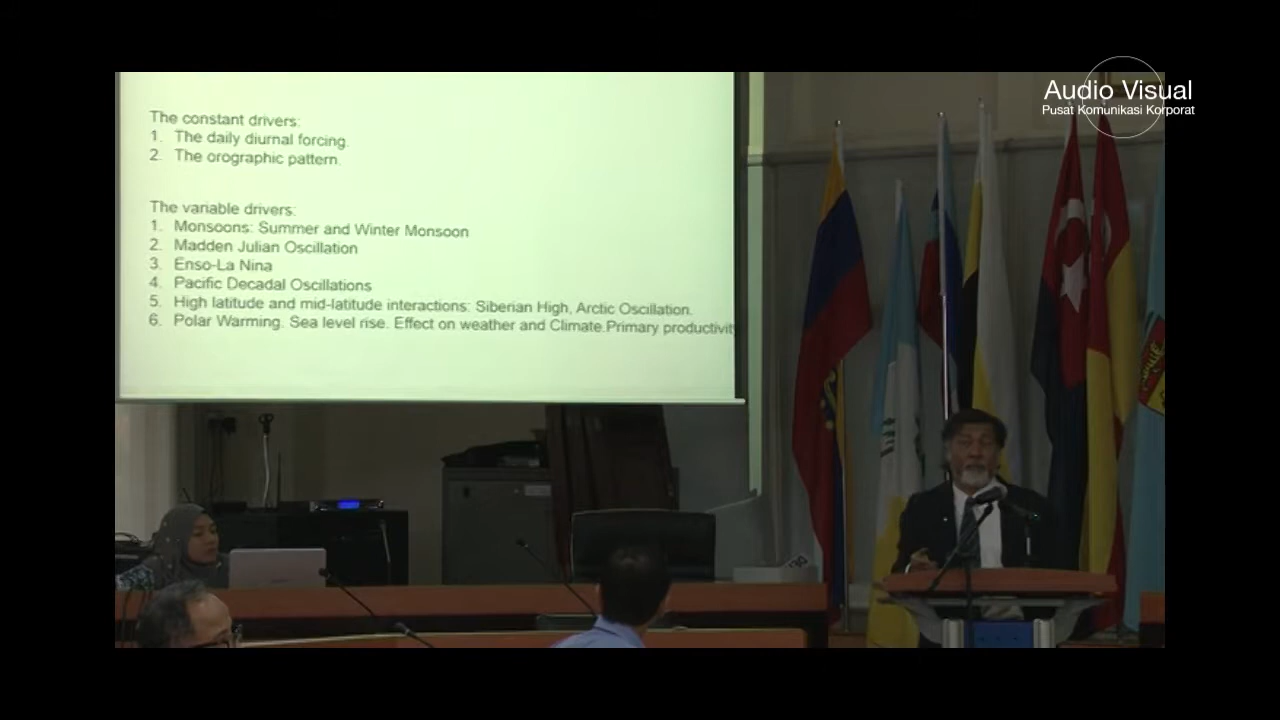 Audio Visual
Pusat Komunikasi Korporat
The constant drivers:
1. The daily diurnal forcing.
2. The orographic pattern.
The variable drivers:
1. Monsoons: Summer and Winter Monsoon
2. Madden Julian Oscillation
3. Enso-La Nina
4. Pacific Decadal Oscillations
5. High latitude and mid-latitude interactions: Siberian High, Arctic Oscillation.
6. Polar Warming. Sea level rise. Effect on weather and Climate.Primary productivit